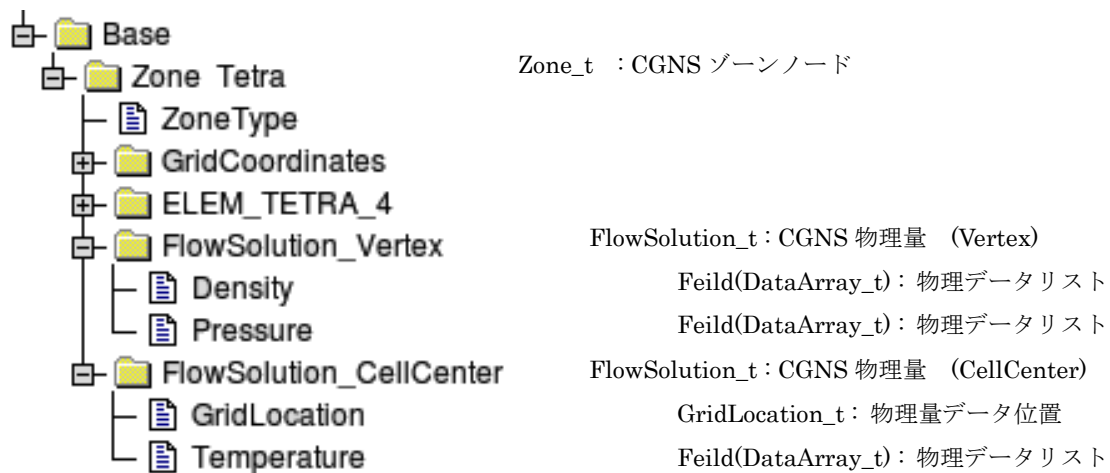 Base
Zone Tetra Zone_t : CGNS ゾーンノード
ZoneType
GridCoordinates
ELEM_TETRA_4
FlowSolution_Vertex FlowSolution_t : CGNS 物理量 (Vertex)
Density Feild(DataArray_t) : 物理データリスト
Pressure Feild(DataArray_t) : 物理データリスト
FlowSolution_CellCenter FlowSolution_t : CGNS 物理量 (CellCenter)
GridLocation GridLocation_t : 物理量データ位置
Temperature Feild(DataArray_t) : 物理データリスト